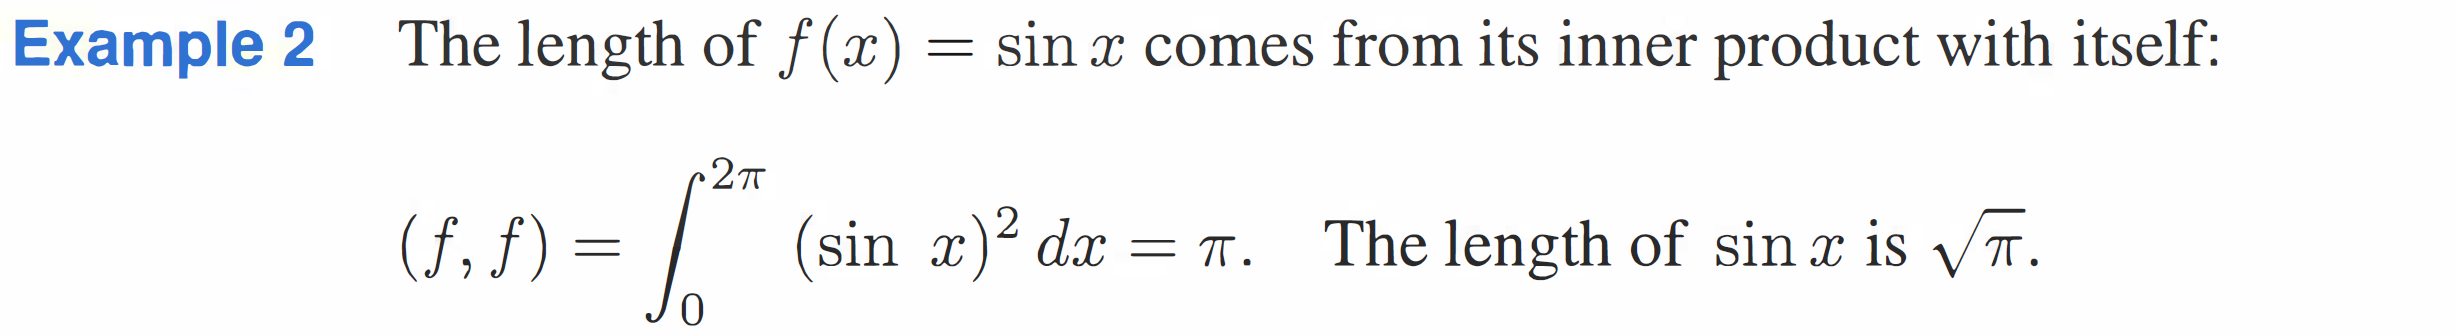 Example 2 The length of f(x) = sin x comes from its inner product with itself:
(f, f) = ∫₀^{2π} (sin x)² dx = π. The length of sin x is √π.